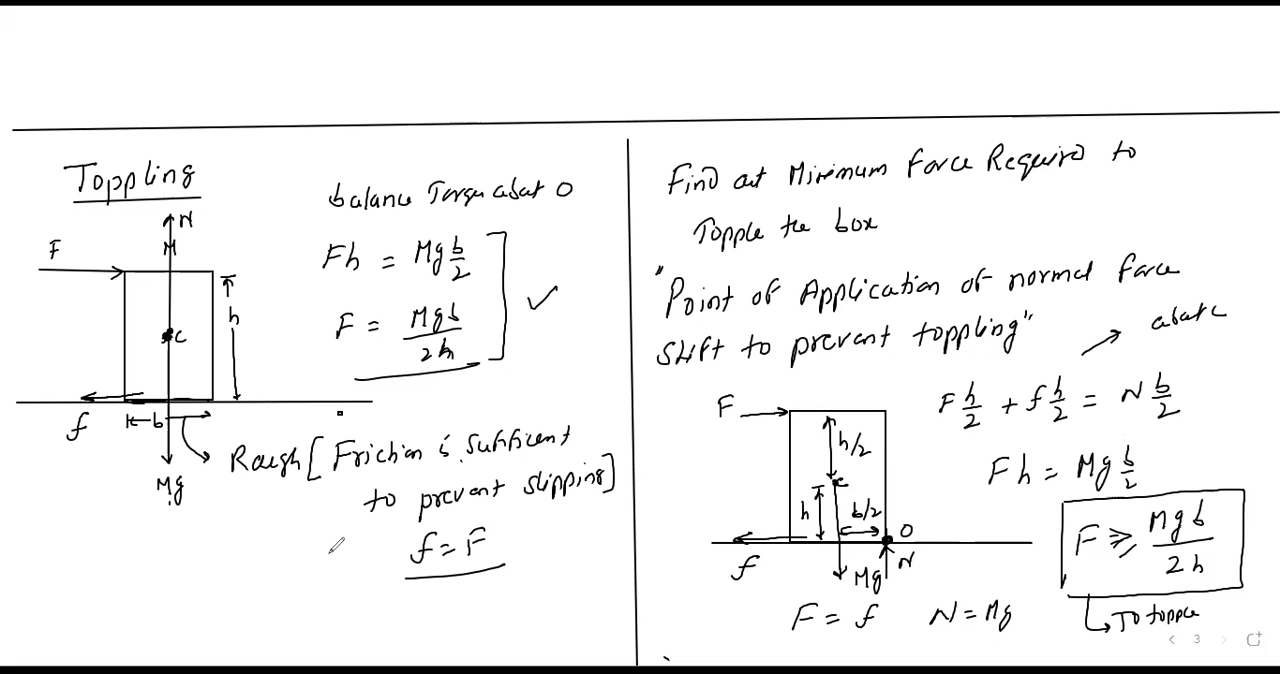 Toppling
N
M
F
C
h
f
b
Mg
balance Torque about O
Fh = Mg b/2
F = Mgb/2h
Rough [Friction is sufficient
to prevent slipping]
f = F
Find out Minimum Force Required to
Topple the box
"Point of Application of normal force
shift to prevent toppling"
about C
F h/2 + f h/2 = N b/2
Fh = Mg b/2
F ⩾ Mgb/2h
To topple
F
h/2
C
h
b/2
O
f
Mg
N
F = f N = Mg
< 3 >